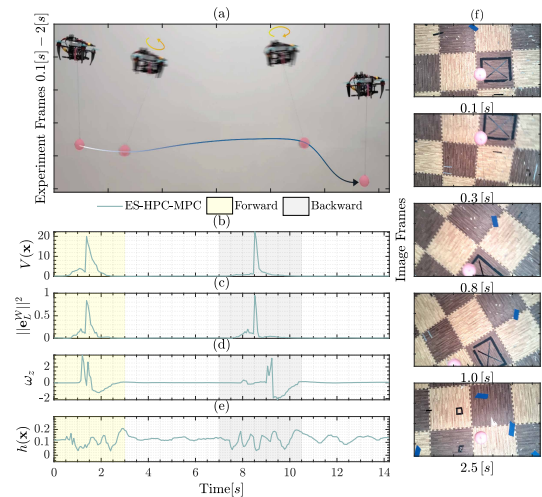 (a)
Experiment Frames 0.1[s] − 2[s]
ES-HPC-MPC Forward Backward
(b)
V(x)
20
10
0
(c)
||e_L^W||²
1
0.5
0
(d)
ω_z
2
0
−2
(e)
h(x)
0.2
0.1
0
0 2 4 6 8 10 12 14
Time[s]
(f)
Image Frames
0.1[s]
0.3[s]
0.8[s]
1.0[s]
2.5[s]